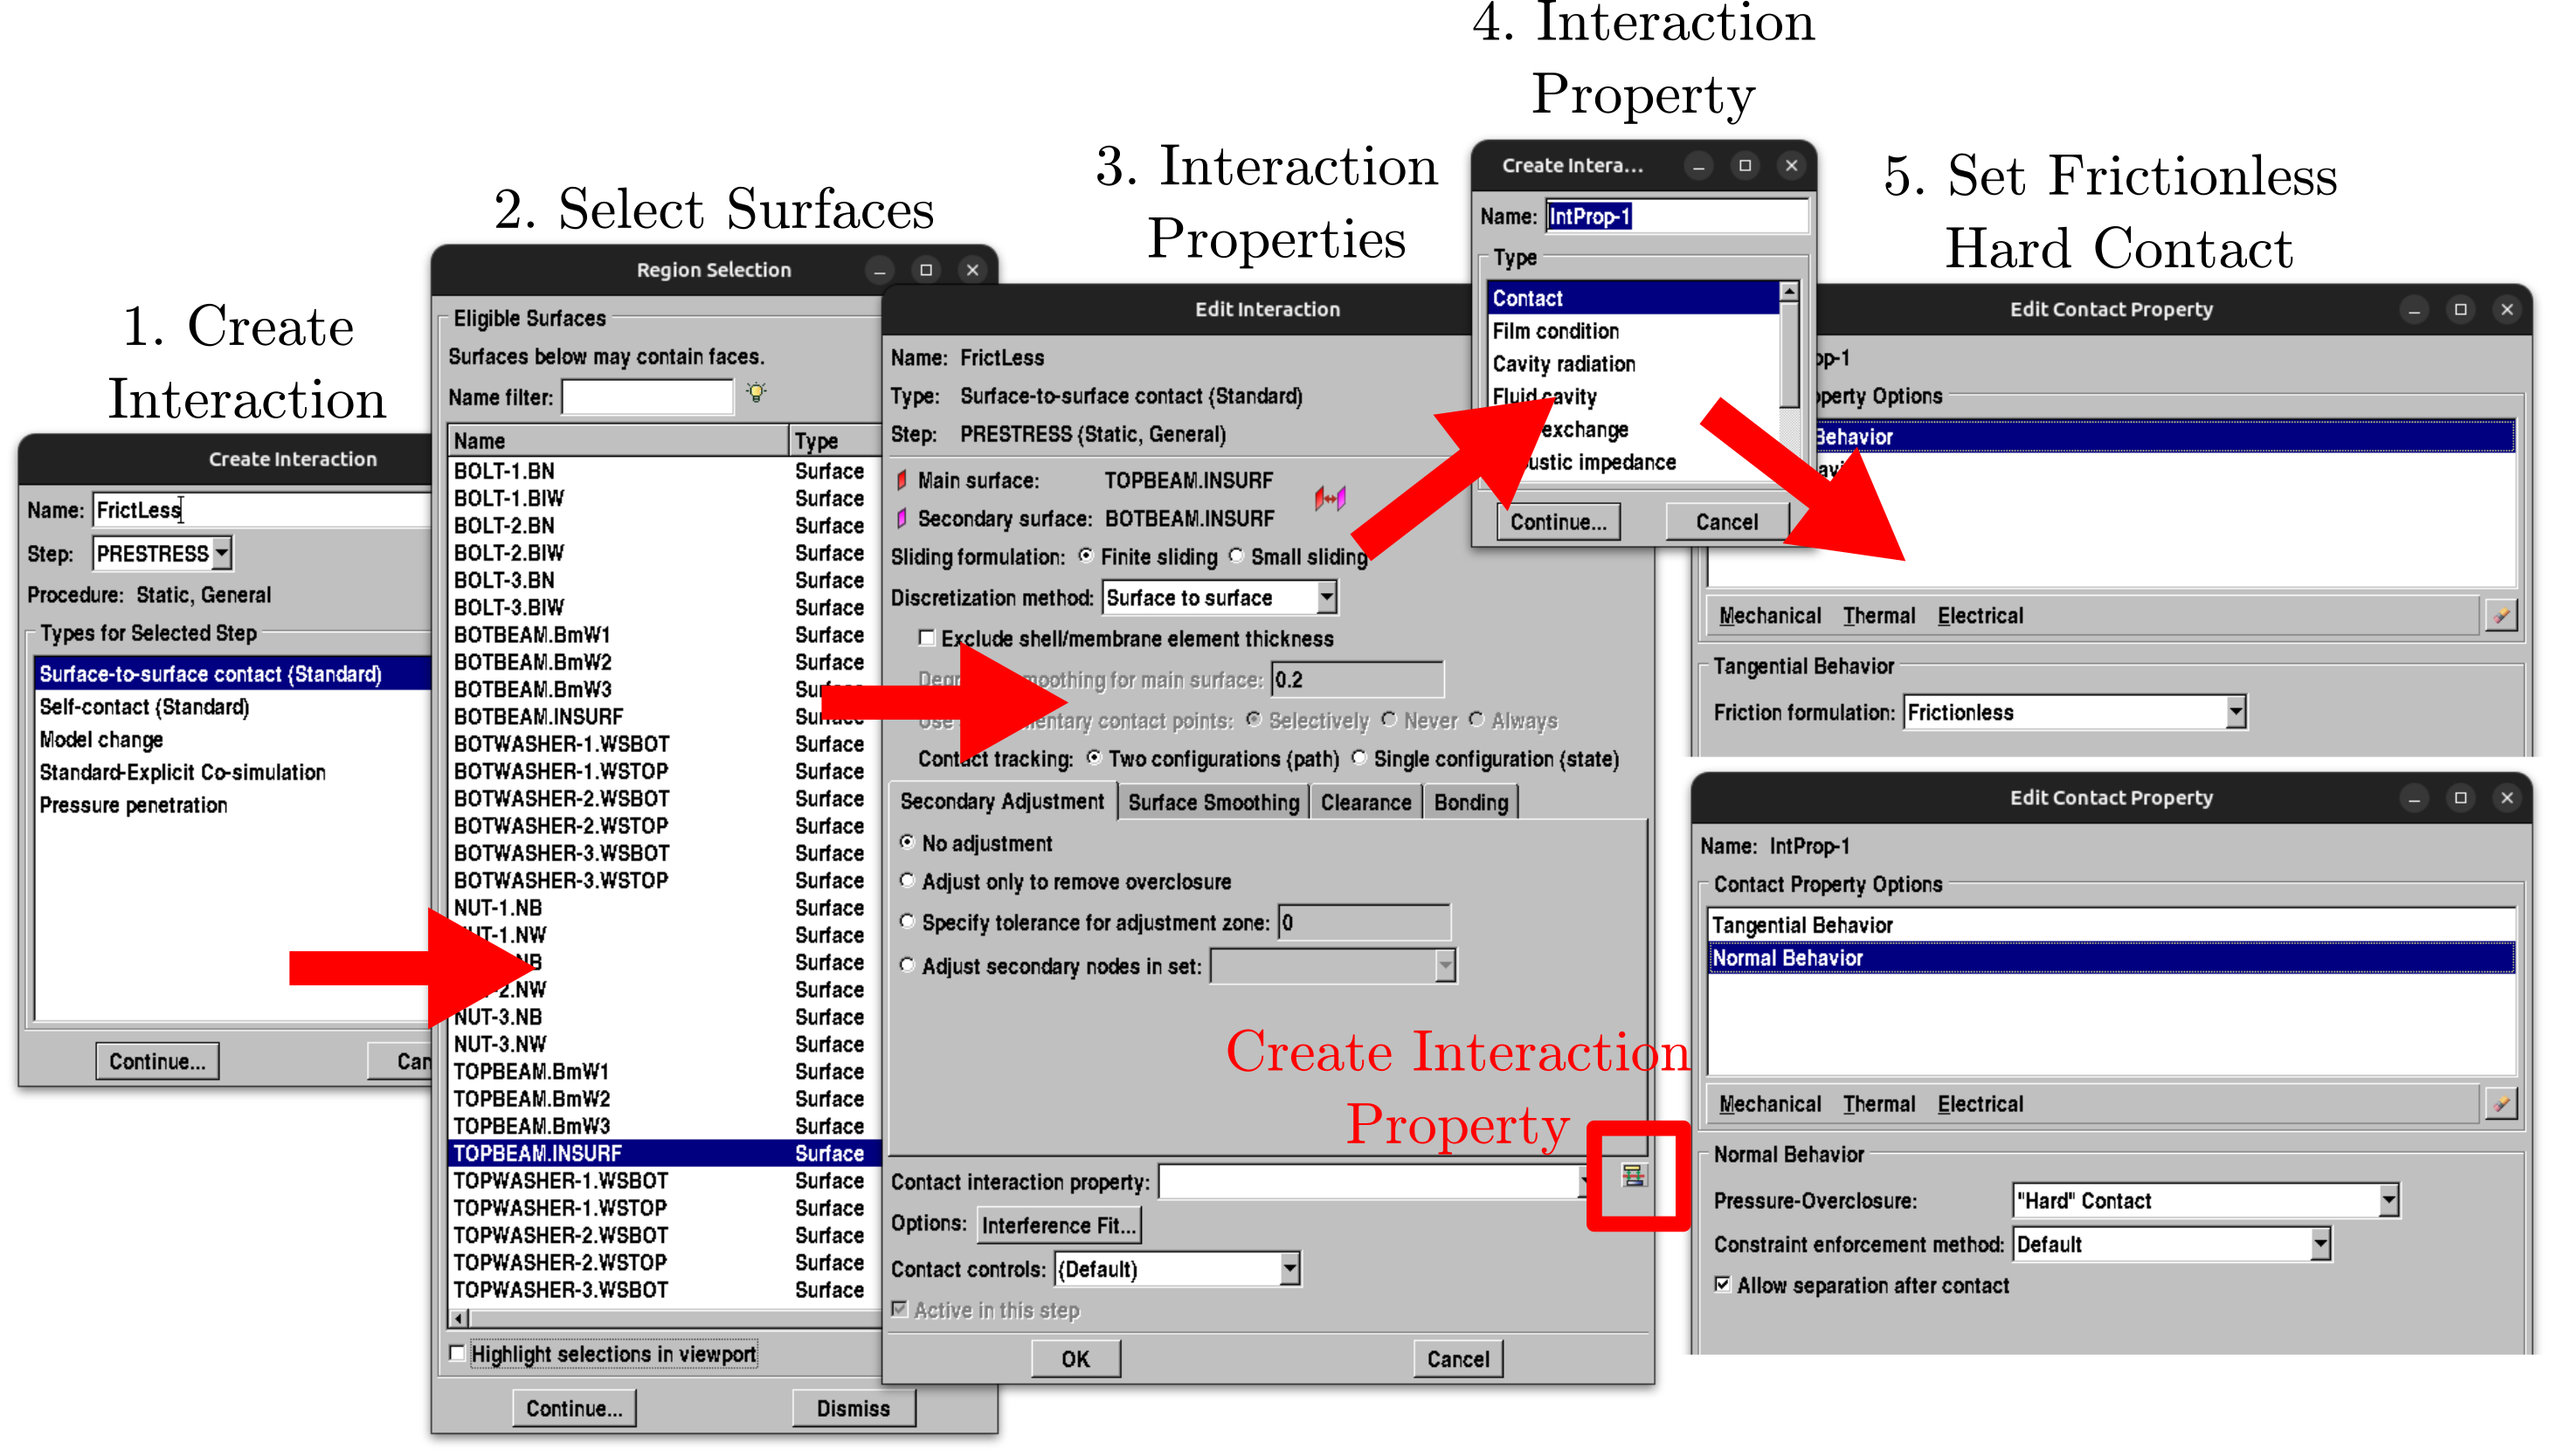 1. Create
Interaction
Create Interaction
Name: FrictLess
Step: PRESTRESS
Procedure: Static, General
Types for Selected Step
Surface-to-surface contact (Standard)
Self-contact (Standard)
Model change
Standard-Explicit Co-simulation
Pressure penetration
Continue...
Can
2. Select Surfaces
Region Selection
Eligible Surfaces
Surfaces below may contain faces.
Name filter:
Name Type
BOLT-1.BN Surface
BOLT-1.BIW Surface
BOLT-2.BN Surface
BOLT-2.BIW Surface
BOLT-3.BN Surface
BOLT-3.BIW Surface
BOTBEAM.BmW1 Surface
BOTBEAM.BmW2 Surface
BOTBEAM.BmW3 Sur
BOTBEAM.INSURF Sur
BOTWASHER-1.WSBOT Surface
BOTWASHER-1.WSTOP Surface
BOTWASHER-2.WSBOT Surface
BOTWASHER-2.WSTOP Surface
BOTWASHER-3.WSBOT Surface
BOTWASHER-3.WSTOP Surface
NUT-1.NB Surface
UT-1.NW Surface
NB Surface
2.NW Surface
NUT-3.NB Surface
NUT-3.NW Surface
TOPBEAM.BmW1 Surface
TOPBEAM.BmW2 Surface
TOPBEAM.BmW3 Surface
TOPBEAM.INSURF Surface
TOPWASHER-1.WSBOT Surface
TOPWASHER-1.WSTOP Surface
TOPWASHER-2.WSBOT Surface
TOPWASHER-2.WSTOP Surface
TOPWASHER-3.WSBOT Surface
Highlight selections in viewport
Continue... Dismiss
3. Interaction
Properties
Edit Interaction
Name: FrictLess
Type: Surface-to-surface contact (Standard)
Step: PRESTRESS (Static, General)
Main surface: TOPBEAM.INSURF
Secondary surface: BOTBEAM.INSURF
Sliding formulation: Finite sliding Small sliding
Discretization method: Surface to surface
Exclude shell/membrane element thickness
Degr moothing for main surface: 0.2
Use entary contact points: Selectively Never Always
Contact tracking: Two configurations (path) Single configuration (state)
Secondary Adjustment Surface Smoothing Clearance Bonding
No adjustment
Adjust only to remove overclosure
Specify tolerance for adjustment zone: 0
Adjust secondary nodes in set:
Create Interaction
Property
Contact interaction property:
Options: Interference Fit...
Contact controls: (Default)
Active in this step
OK Cancel
4. Interaction
Property
Create Intera...
Name: IntProp-1
Type
Contact
Film condition
Cavity radiation
Fluid cavity
exchange
ustic impedance
Continue... Cancel
5. Set Frictionless
Hard Contact
Edit Contact Property
op-1
perty Options
Behavior
avi
Mechanical Thermal Electrical
Tangential Behavior
Friction formulation: Frictionless
Edit Contact Property
Name: IntProp-1
Contact Property Options
Tangential Behavior
Normal Behavior
Mechanical Thermal Electrical
Normal Behavior
Pressure-Overclosure: "Hard" Contact
Constraint enforcement method: Default
Allow separation after contact